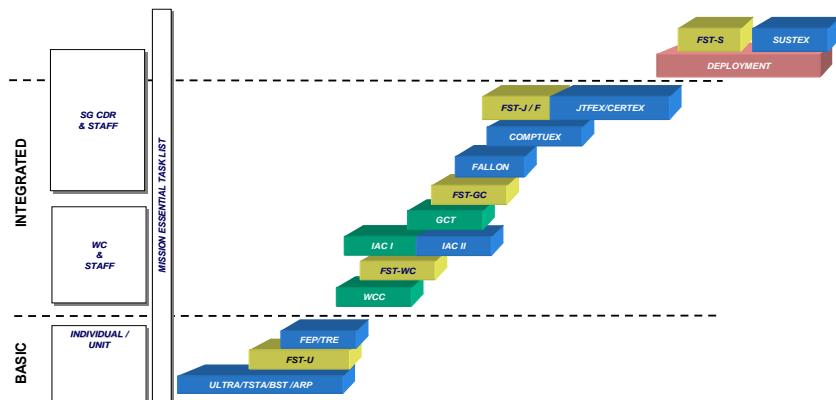 FST-S
SUSTEX
DEPLOYMENT
SG CDR
& STAFF
FST-J / F
JTFEX/CERTEX
COMPTUEX
FALLON
FST-GC
GCT
INTEGRATED
MISSION ESSENTIAL TASK LIST
WC
&
STAFF
IAC I
IAC II
FST-WC
WCC
BASIC
INDIVIDUAL /
UNIT
FEP/TRE
FST-U
ULTRA/TSTA/BST /ARP